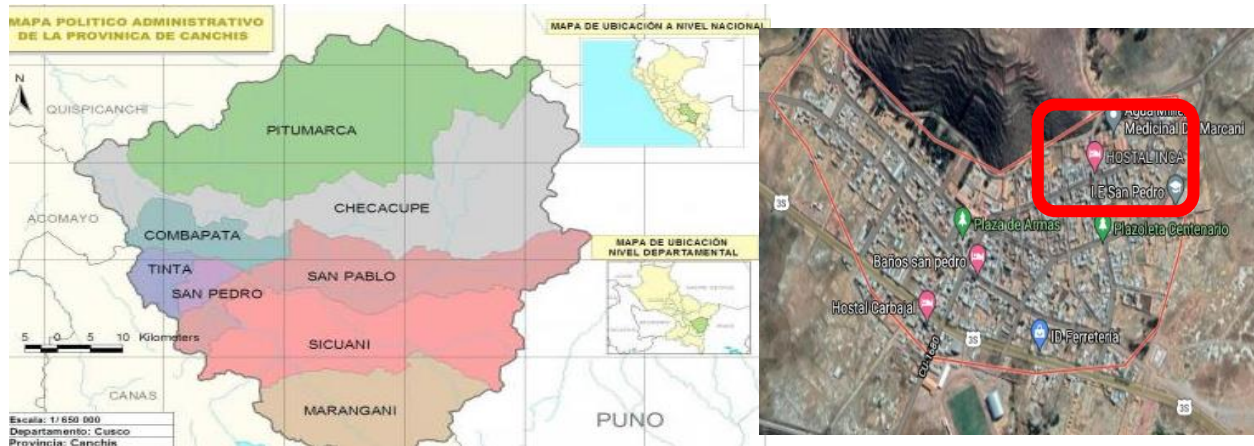 MAPA POLITICO ADMINISTRATIVO
DE LA PROVINICA DE CANCHIS
MAPA DE UBICACIÓN A NIVEL NACIONAL
N
QUISPICANCHI
PITUMARCA
ACOMAYO
CHECACUPE
COMBAPATA
MAPA DE UBICACIÓN
NIVEL DEPARTAMENTAL
TINTA
SAN PABLO
SAN PEDRO
5 0 5 10 Kilometers
SICUANI
CANAS
MARANGANI
PUNO
Escala: 1/ 650 000
Departamento: Cusco
Provincia: Canchis
Medicinal De Marcani
HOSTAL INCA
I.E San Pedro
3S
Plaza de Armas
Plazoleta Centenario
Baños san pedro
Hostal Carbajal
ID Ferreteria
3S
3S